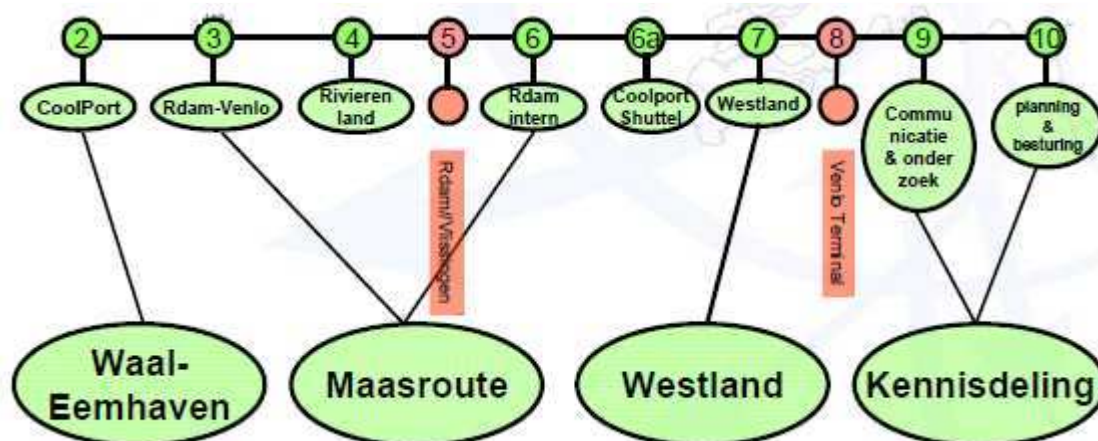 2 3 4 5 6 6a 7 8 9 10
CoolPort
Rdam-Venlo
Rivieren
land
Rdam
intern
Coolport
Shuttel
Westland
Commu
nicatie
& onder
zoek
planning
&
besturing
Rdam/Vlissingen
Venlo Terminal
Waal-
Eemhaven
Maasroute
Westland
Kennisdeling